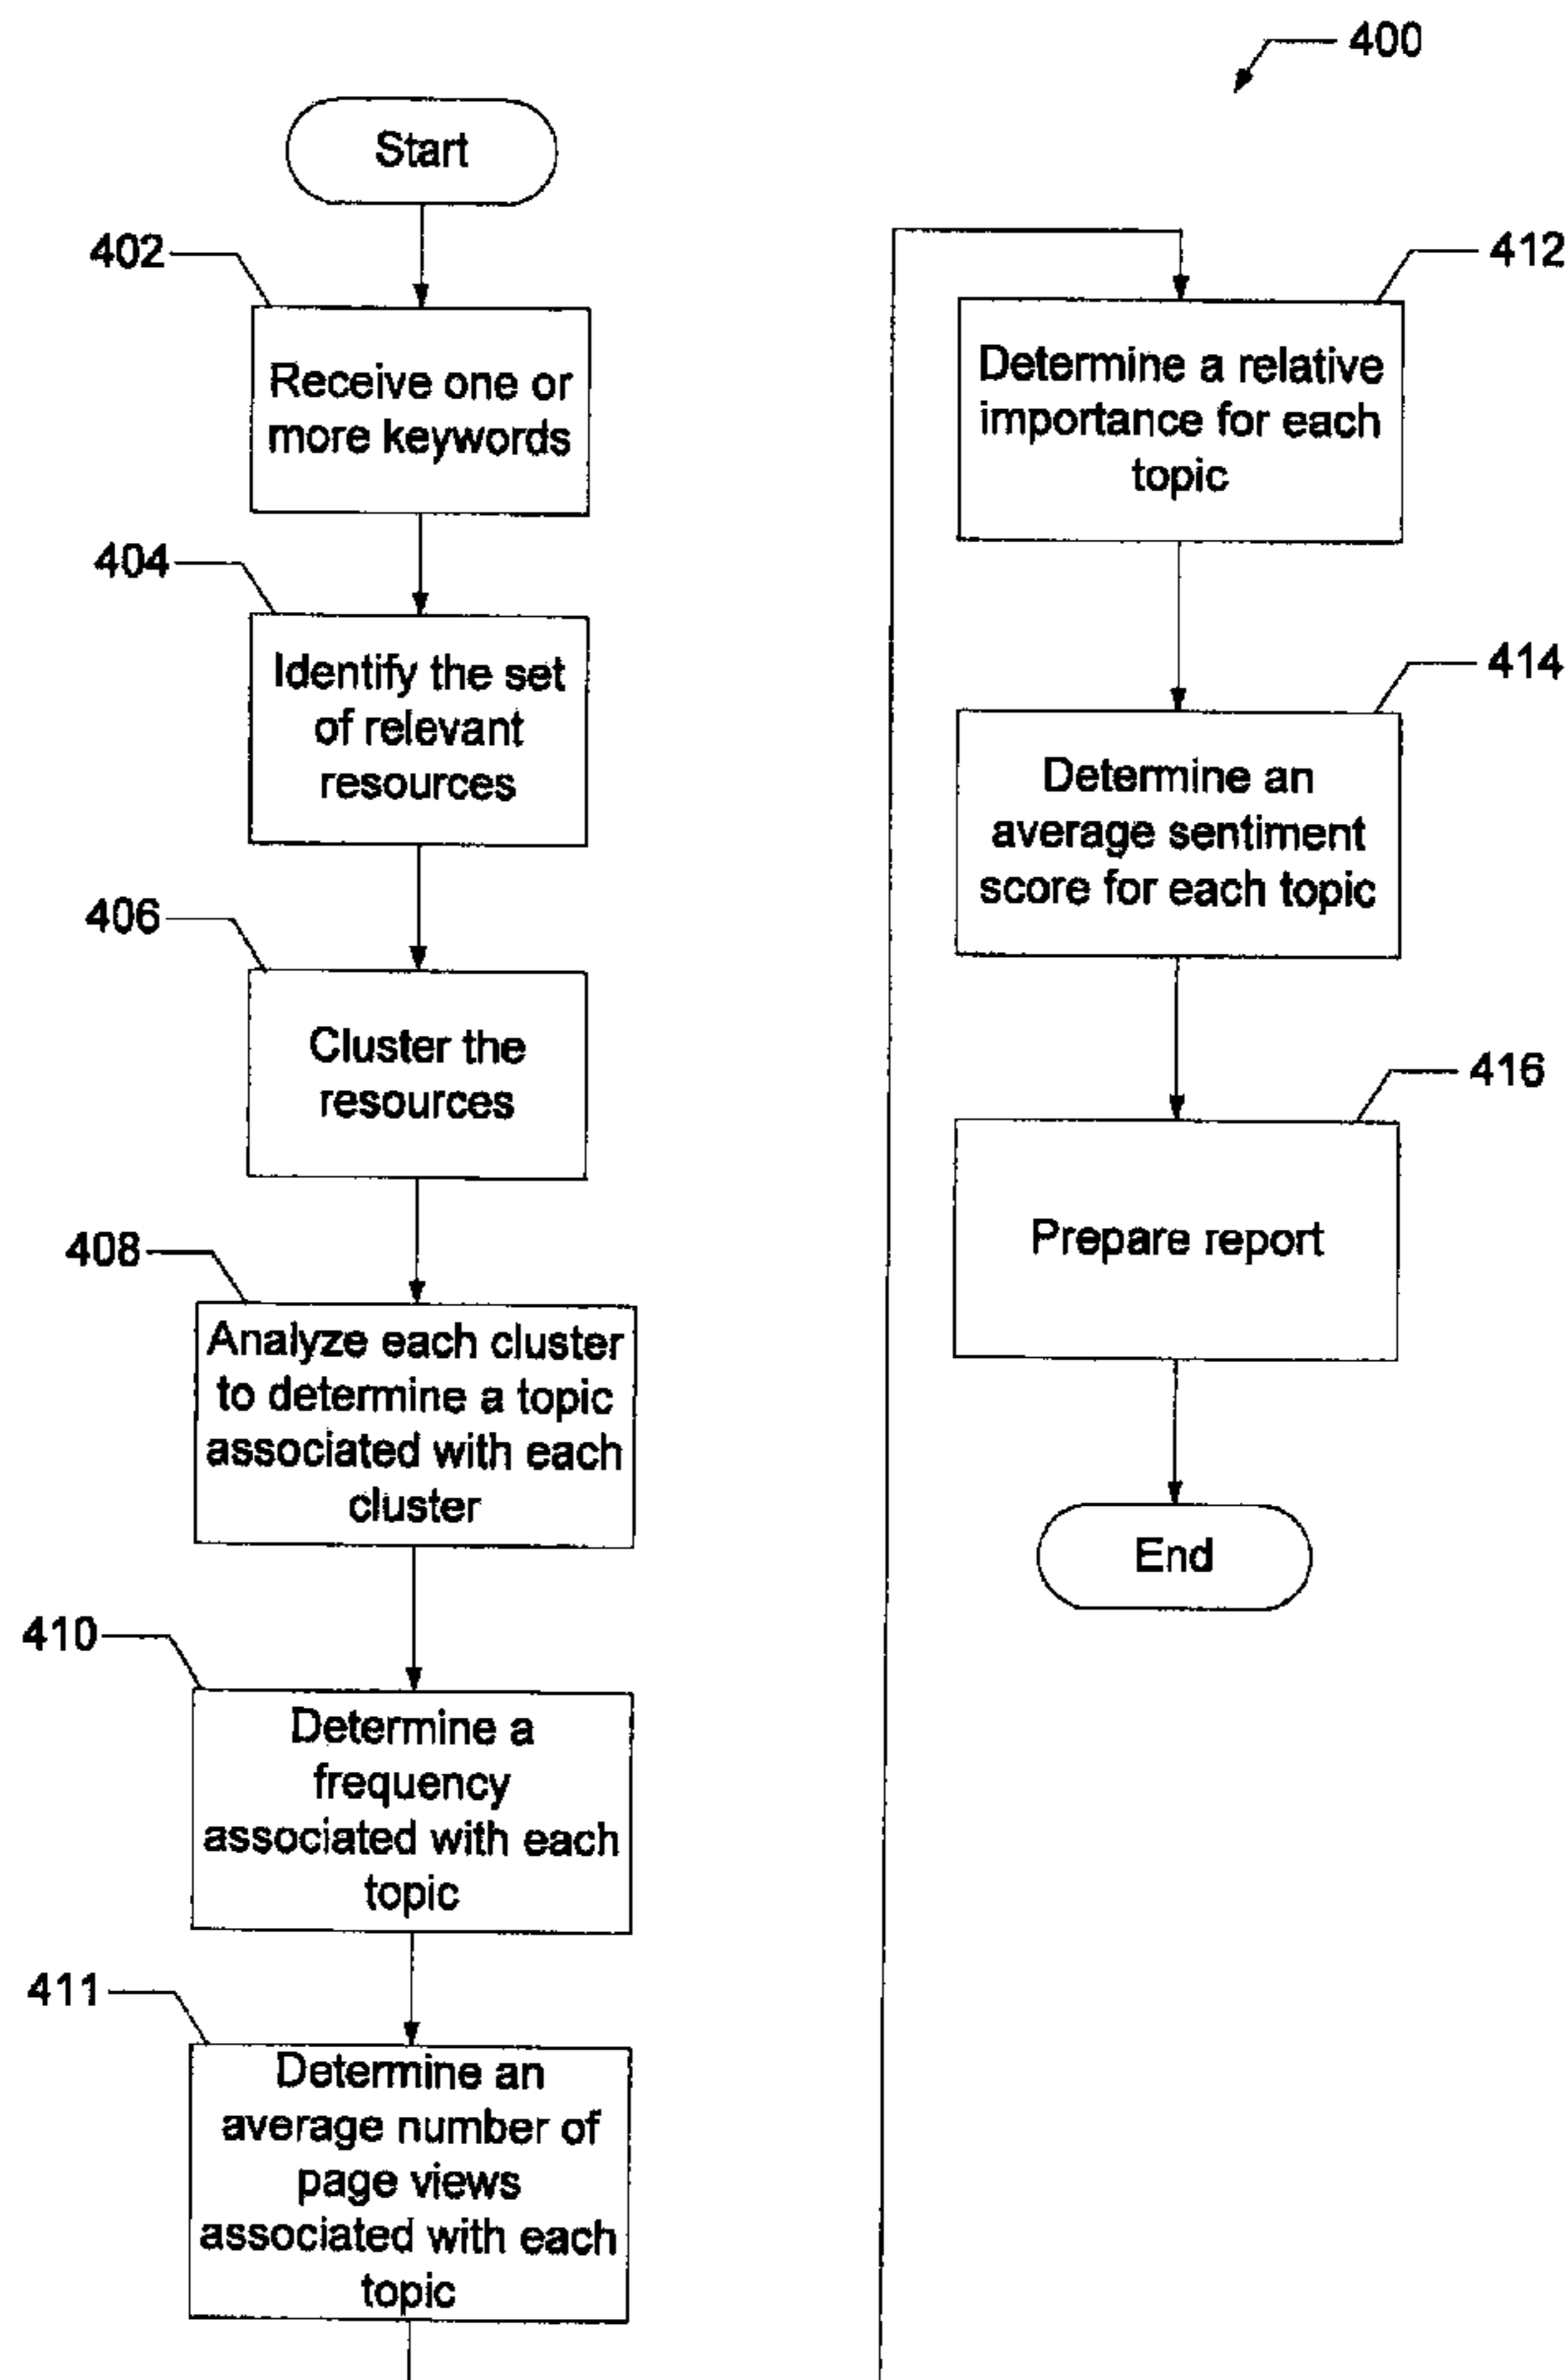 400
Start
402
Receive one or
more keywords
404
Identify the set
of relevant
resources
406
Cluster the
resources
408
Analyze each cluster
to determine a topic
associated with each
cluster
410
Determine a
frequency
associated with each
topic
411
Determine an
average number of
page views
associated with each
topic
412
Determine a relative
importance for each
topic
414
Determine an
average sentiment
score for each topic
416
Prepare report
End